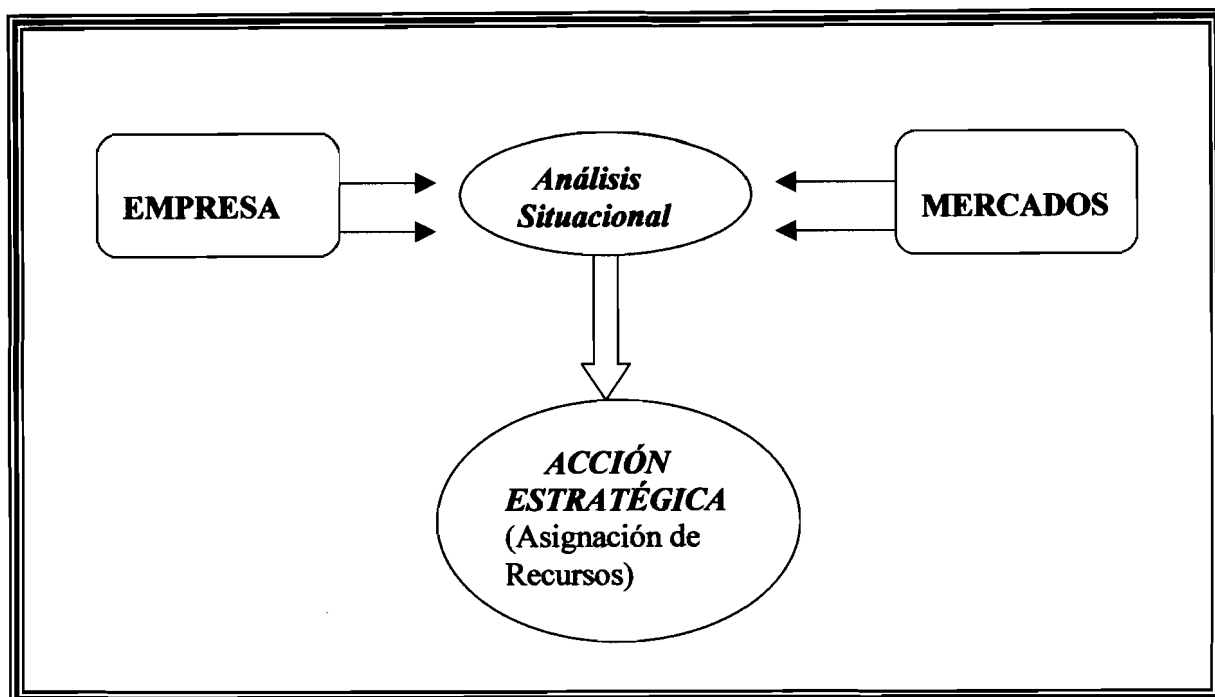 EMPRESA
Análisis
Situacional
MERCADOS
ACCIÓN
ESTRATÉGICA
(Asignación de
Recursos)